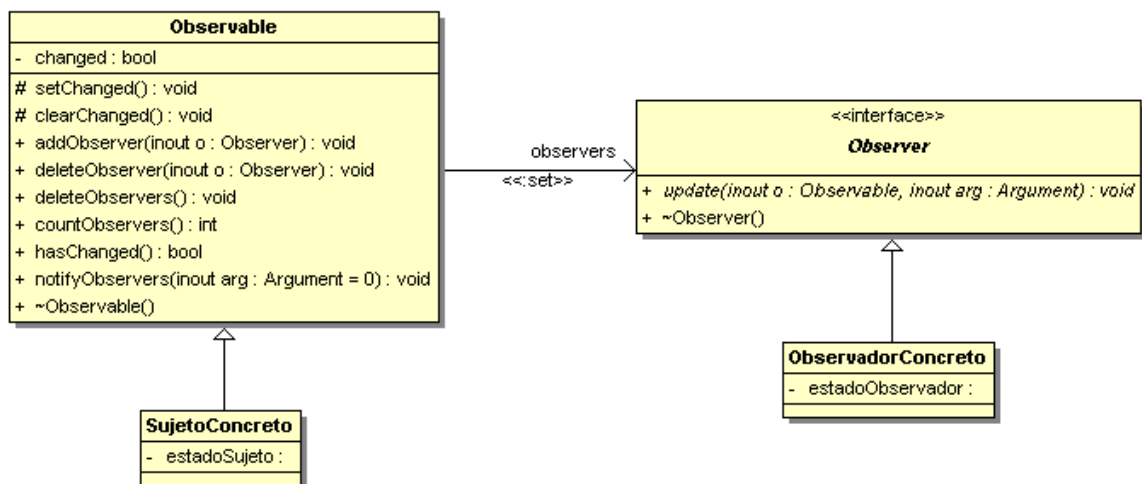 Observable
- changed : bool
# setChanged() : void
# clearChanged() : void
+ addObserver(inout o : Observer) : void
+ deleteObserver(inout o : Observer) : void
+ deleteObservers() : void
+ countObservers() : int
+ hasChanged() : bool
+ notifyObservers(inout arg : Argument = 0) : void
+ ~Observable()
observers
<<:set>>
<<interface>>
Observer
+ update(inout o : Observable, inout arg : Argument) : void
+ ~Observer()
ObservadorConcreto
- estadoObservador :
SujetoConcreto
- estadoSujeto :